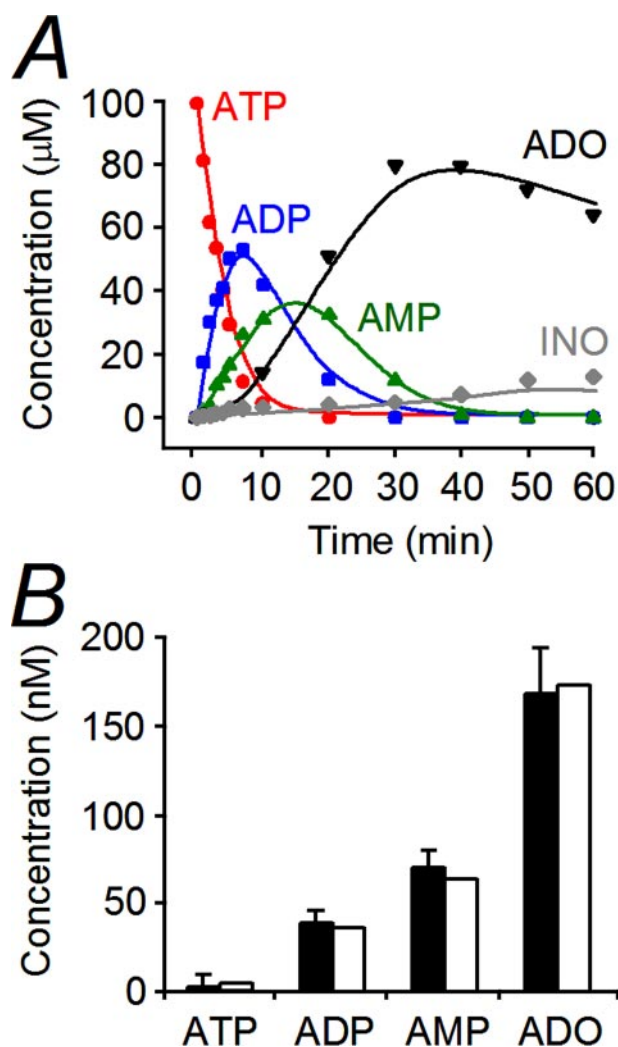 A
Concentration (μM)
100
80
60
40
20
0
ATP
ADP
AMP
ADO
INO
0 10 20 30 40 50 60
Time (min)
B
Concentration (nM)
200
150
100
50
0
ATP ADP AMP ADO